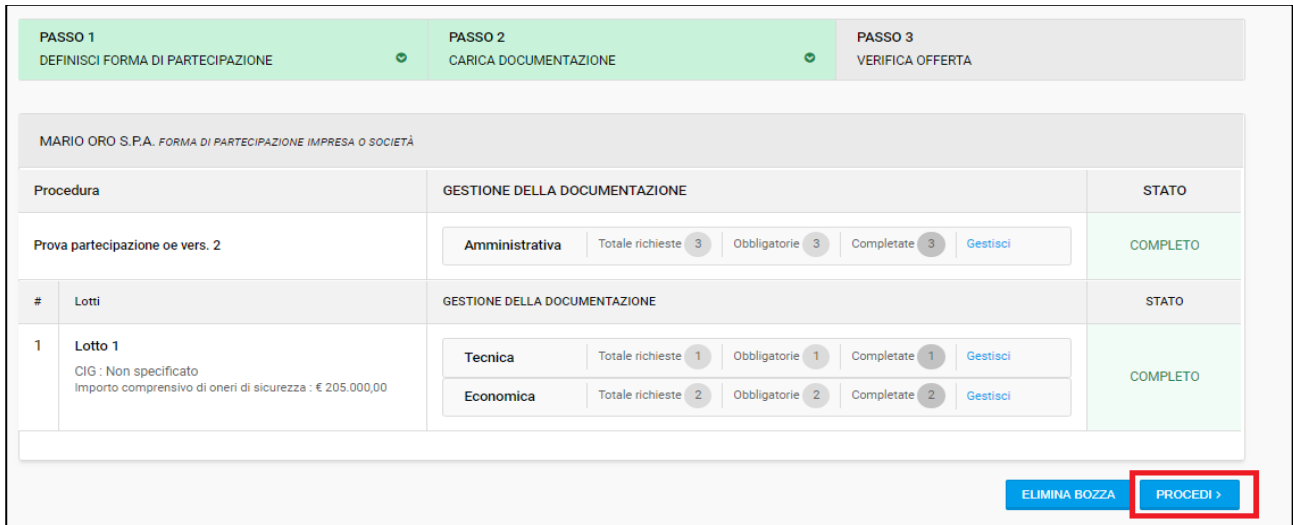 PASSO 1
DEFINISCI FORMA DI PARTECIPAZIONE
PASSO 2
CARICA DOCUMENTAZIONE
PASSO 3
VERIFICA OFFERTA
MARIO ORO S.P.A. FORMA DI PARTECIPAZIONE IMPRESA O SOCIETÀ
Procedura GESTIONE DELLA DOCUMENTAZIONE STATO
Prova partecipazione oe vers. 2 Amministrativa Totale richieste 3 Obbligatorie 3 Completate 3 Gestisci COMPLETO
# Lotti GESTIONE DELLA DOCUMENTAZIONE STATO
1 Lotto 1
CIG : Non specificato
Importo comprensivo di oneri di sicurezza : € 205.000,00
Tecnica Totale richieste 1 Obbligatorie 1 Completate 1 Gestisci
Economica Totale richieste 2 Obbligatorie 2 Completate 2 Gestisci
COMPLETO
ELIMINA BOZZA PROCEDI >